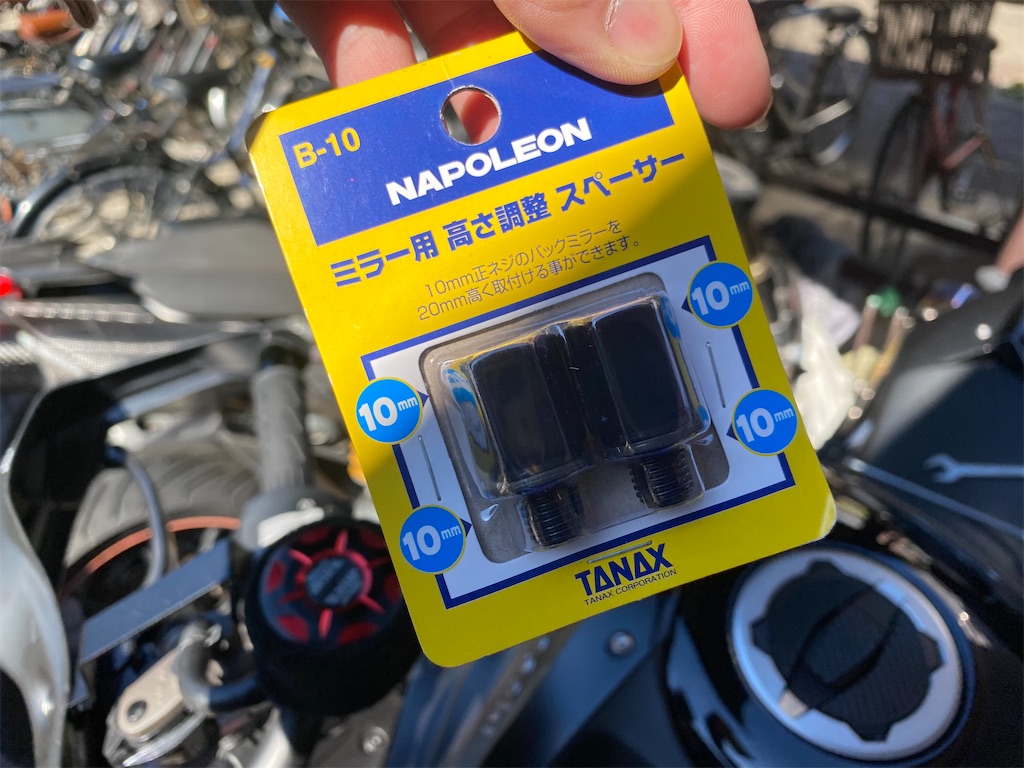 B-10
NAPOLEON
ミラー用 高さ調整 スペーサー
10mm正ネジのバックミラーを
20mm高く取付ける事ができます。
10mm
10mm
10mm
10mm
TANAX
TANAX CORPORATION